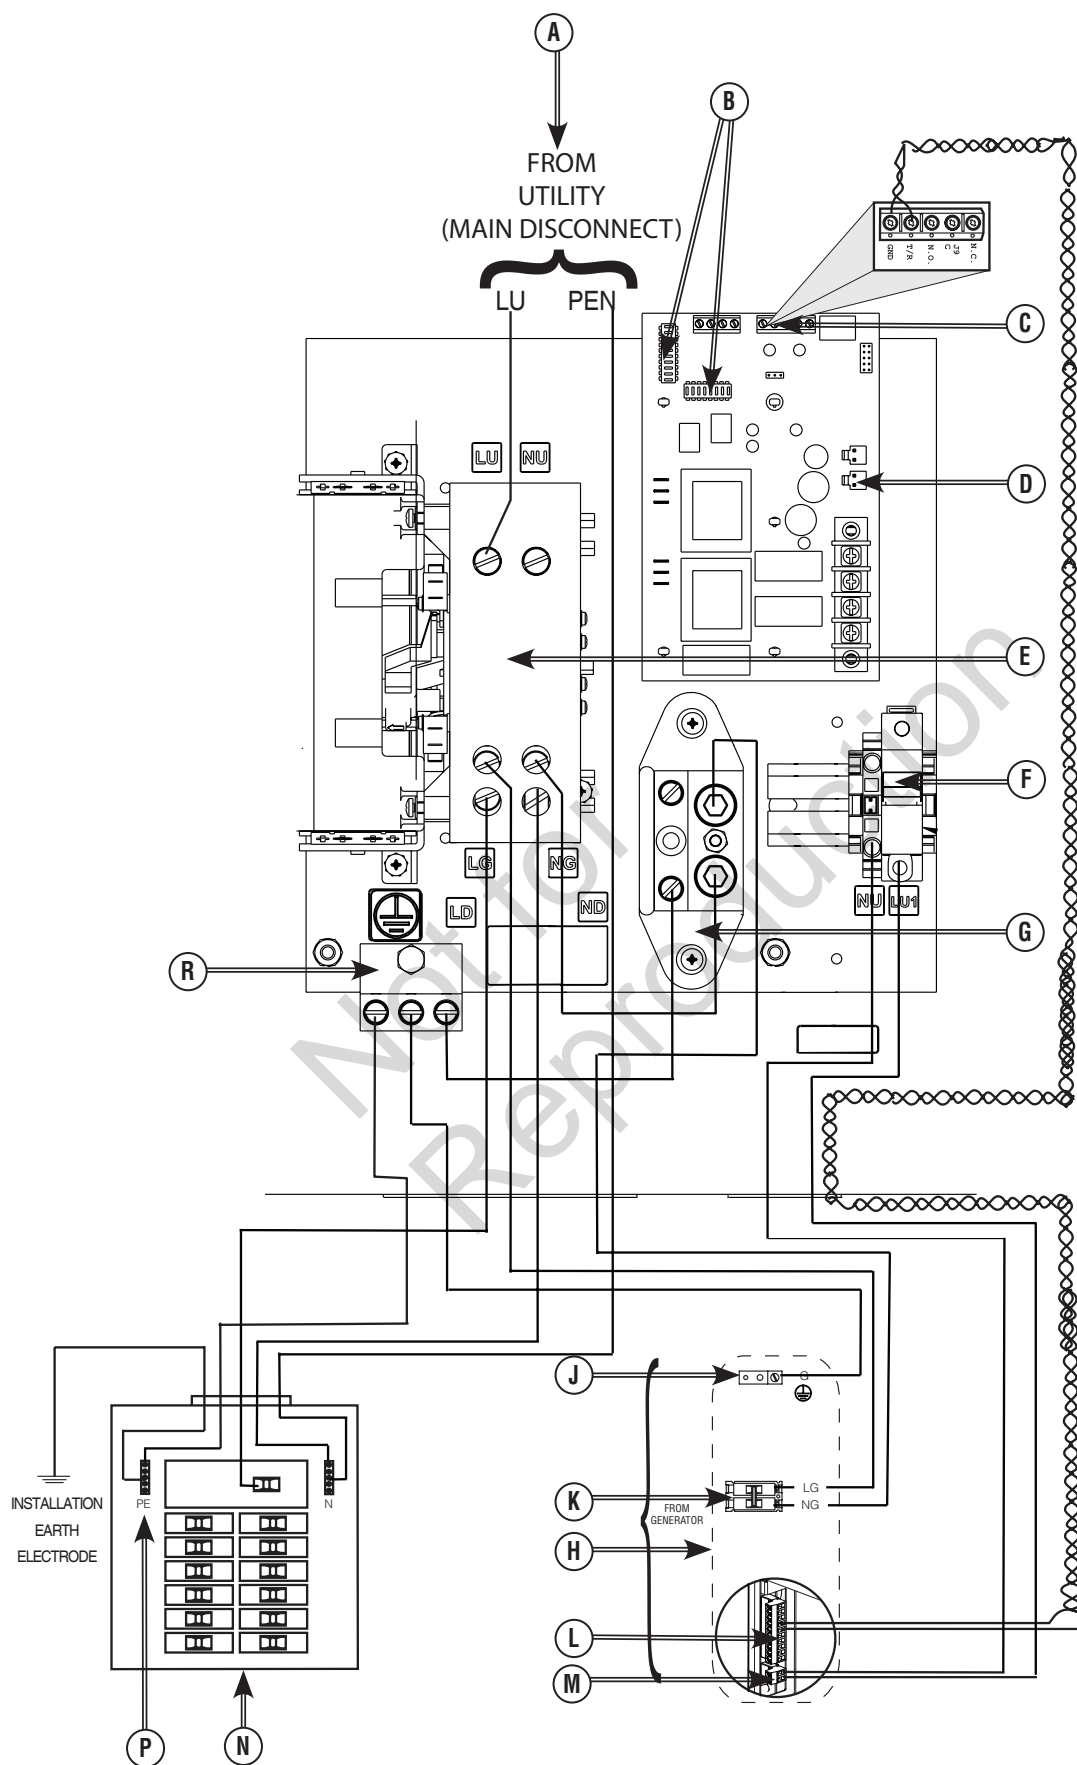 A
B
FROM
UTILITY
(MAIN DISCONNECT)
LU
PEN
GND
T/R
N.O.
J9
C
N.C.
C
LU
NU
D
E
F
LG
NG
LD
ND
NU
LU1
G
R
Not for
Reproduction
J
G
K
LG
NG
FROM
GENERATOR
H
L
M
INSTALLATION
EARTH
ELECTRODE
PE
N
P
N